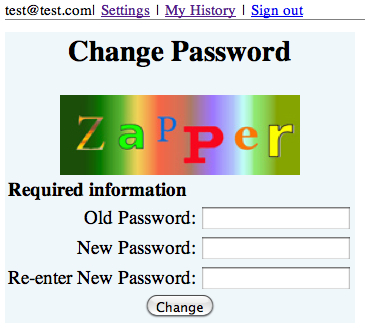 test@test.com| Settings | My History | Sign out
Change Password
ZaPPer
Required information
Old Password:
New Password:
Re-enter New Password:
Change